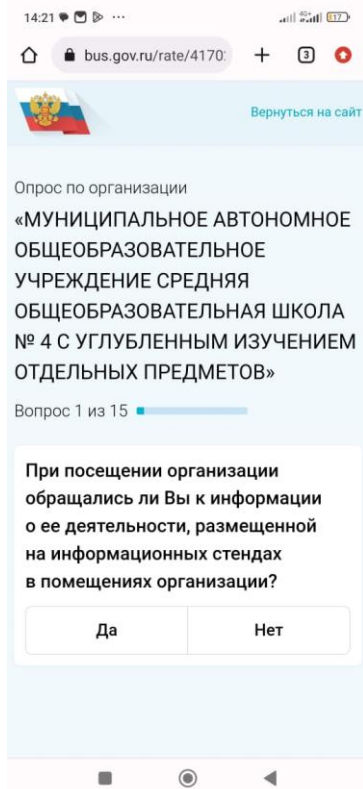 14:21
4G+
17
bus.gov.ru/rate/4170
3
Вернуться на сайт
Опрос по организации
«МУНИЦИПАЛЬНОЕ АВТОНОМНОЕ
ОБЩЕОБРАЗОВАТЕЛЬНОЕ
УЧРЕЖДЕНИЕ СРЕДНЯЯ
ОБЩЕОБРАЗОВАТЕЛЬНАЯ ШКОЛА
№ 4 С УГЛУБЛЕННЫМ ИЗУЧЕНИЕМ
ОТДЕЛЬНЫХ ПРЕДМЕТОВ»
Вопрос 1 из 15
При посещении организации
обращались ли Вы к информации
о ее деятельности, размещенной
на информационных стендах
в помещениях организации?
Да Нет